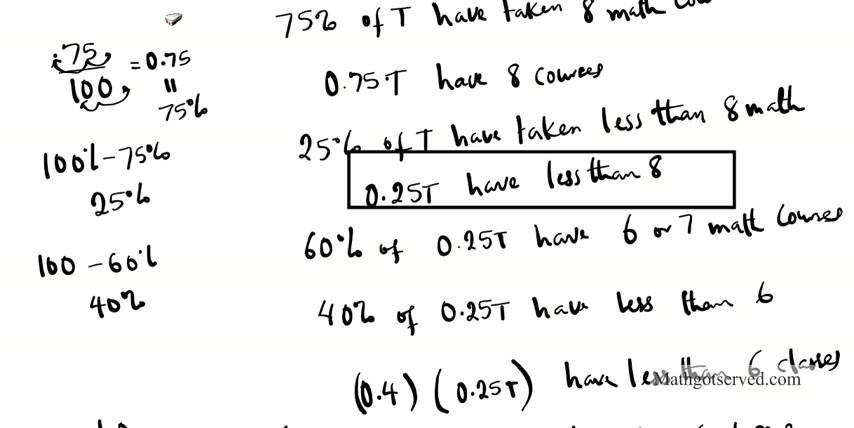 75% of T have taken 8 math
.75
100
= 0.75
=
75%
0.75T have 8 courses
100% - 75%
25%
25% of T have taken less than 8 math
0.25T have less than 8
100 - 60%
40%
60% of 0.25T have 6 or 7 math courses
40% of 0.25T have less than 6
(0.4) (0.25T) have less than 6 classes
Mathgotserved.com